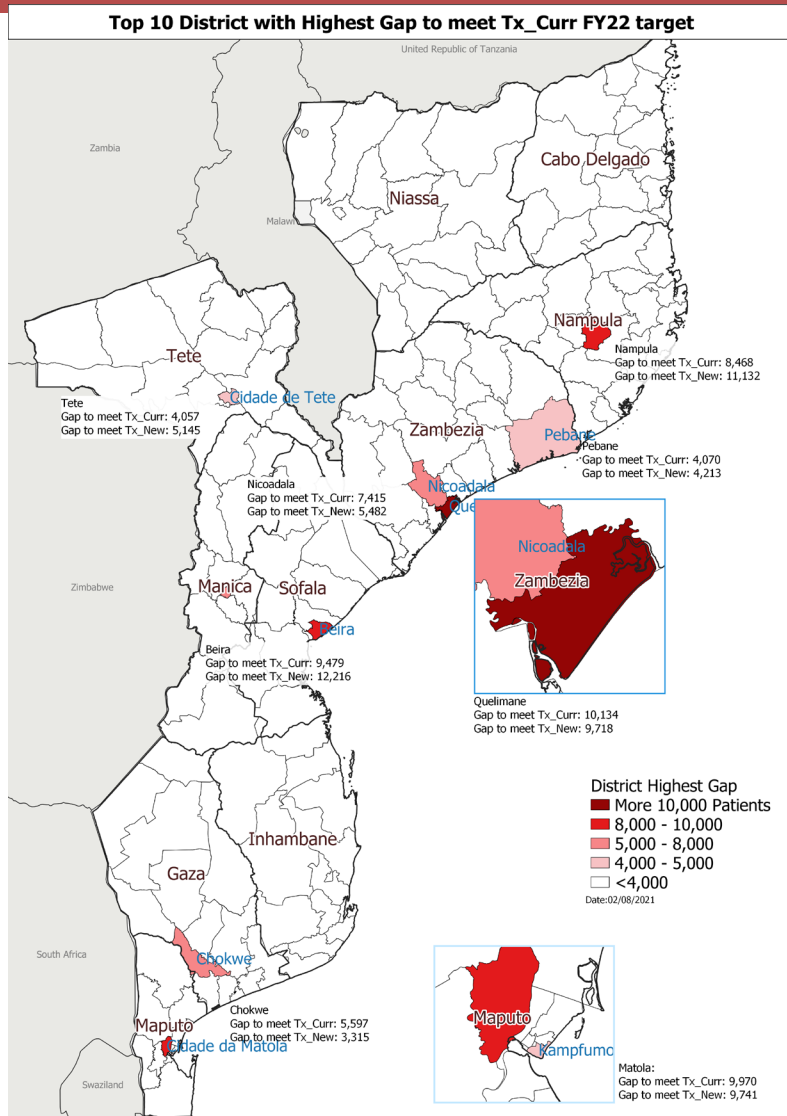 Top 10 District with Highest Gap to meet Tx_Curr FY22 target
United Republic of Tanzania
Zambia
Cabo Delgado
Niassa
Malawi
Nampula
Nampula
Gap to meet Tx_Curr: 8,468
Gap to meet Tx_New: 11,132
Tete
Cidade de Tete
Tete
Gap to meet Tx_Curr: 4,057
Gap to meet Tx_New: 5,145
Zambezia
Pebane
Pebane
Gap to meet Tx_Curr: 4,070
Gap to meet Tx_New: 4,213
Nicoadala
Gap to meet Tx_Curr: 7,415
Gap to meet Tx_New: 5,482
Nicoadala
Que
Nicoadala
Zambezia
Zimbabwe
Manica
Sofala
Beira
Beira
Gap to meet Tx_Curr: 9,479
Gap to meet Tx_New: 12,216
Quelimane
Gap to meet Tx_Curr: 10,134
Gap to meet Tx_New: 9,718
District Highest Gap
More 10,000 Patients
8,000 - 10,000
5,000 - 8,000
4,000 - 5,000
<4,000
Date:02/08/2021
Inhambane
Gaza
South Africa
Chokwe
Chokwe
Gap to meet Tx_Curr: 5,597
Gap to meet Tx_New: 3,315
Maputo
Cidade da Matola
Swaziland
Maputo
Kampfumo
Matola:
Gap to meet Tx_Curr: 9,970
Gap to meet Tx_New: 9,741